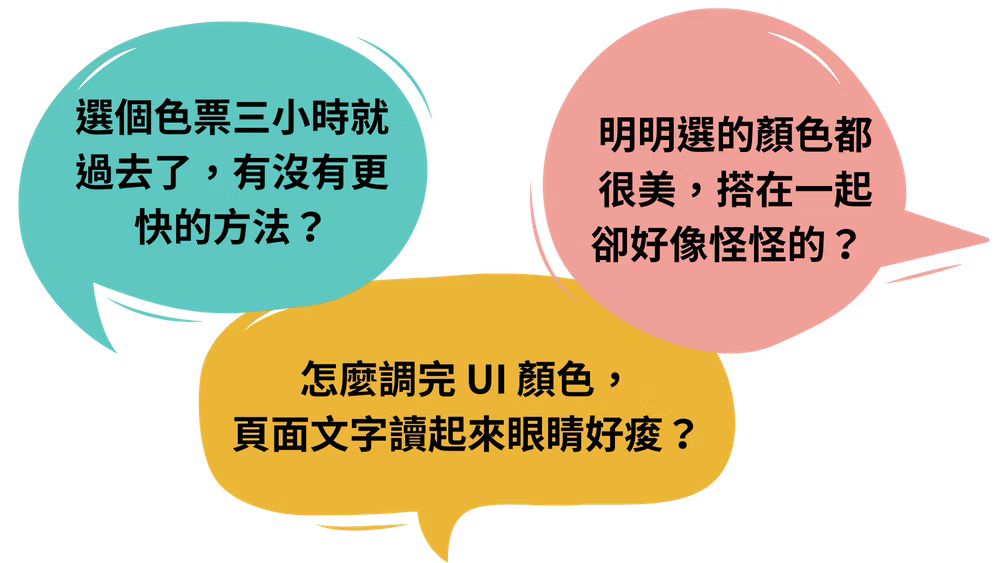 選個色票三小時就
過去了，有沒有更
快的方法？
明明選的顏色都
很美，搭在一起
卻好像怪怪的？
怎麼調完 UI 顏色，
頁面文字讀起來眼睛好痠？